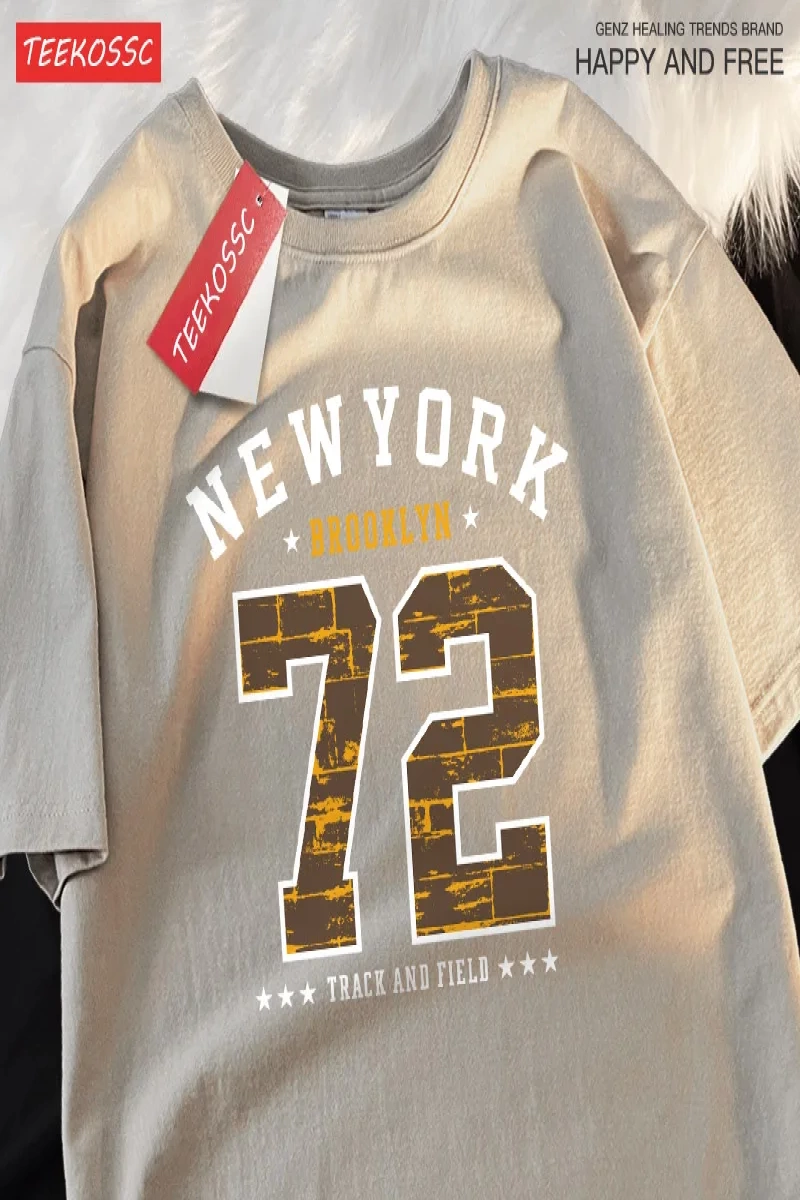 TEEKOSSC
GENZ HEALING TRENDS BRAND
HAPPY AND FREE
TEEKOSSC
NEWYORK
BROOKLYN
72
TRACK AND FIELD